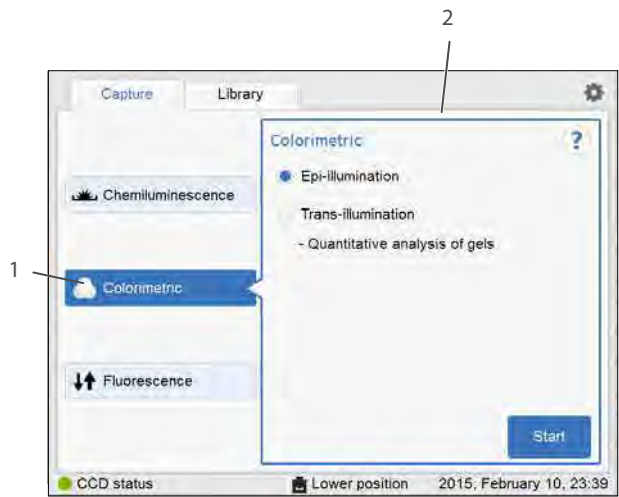 2
Capture
Library
Colorimetric
?
Epi-illumination
Chemiluminescence
Trans-illumination
- Quantitative analysis of gels
1
Colorimetric
Fluorescence
Start
CCD status
Lower position
2015, February 10, 23:39